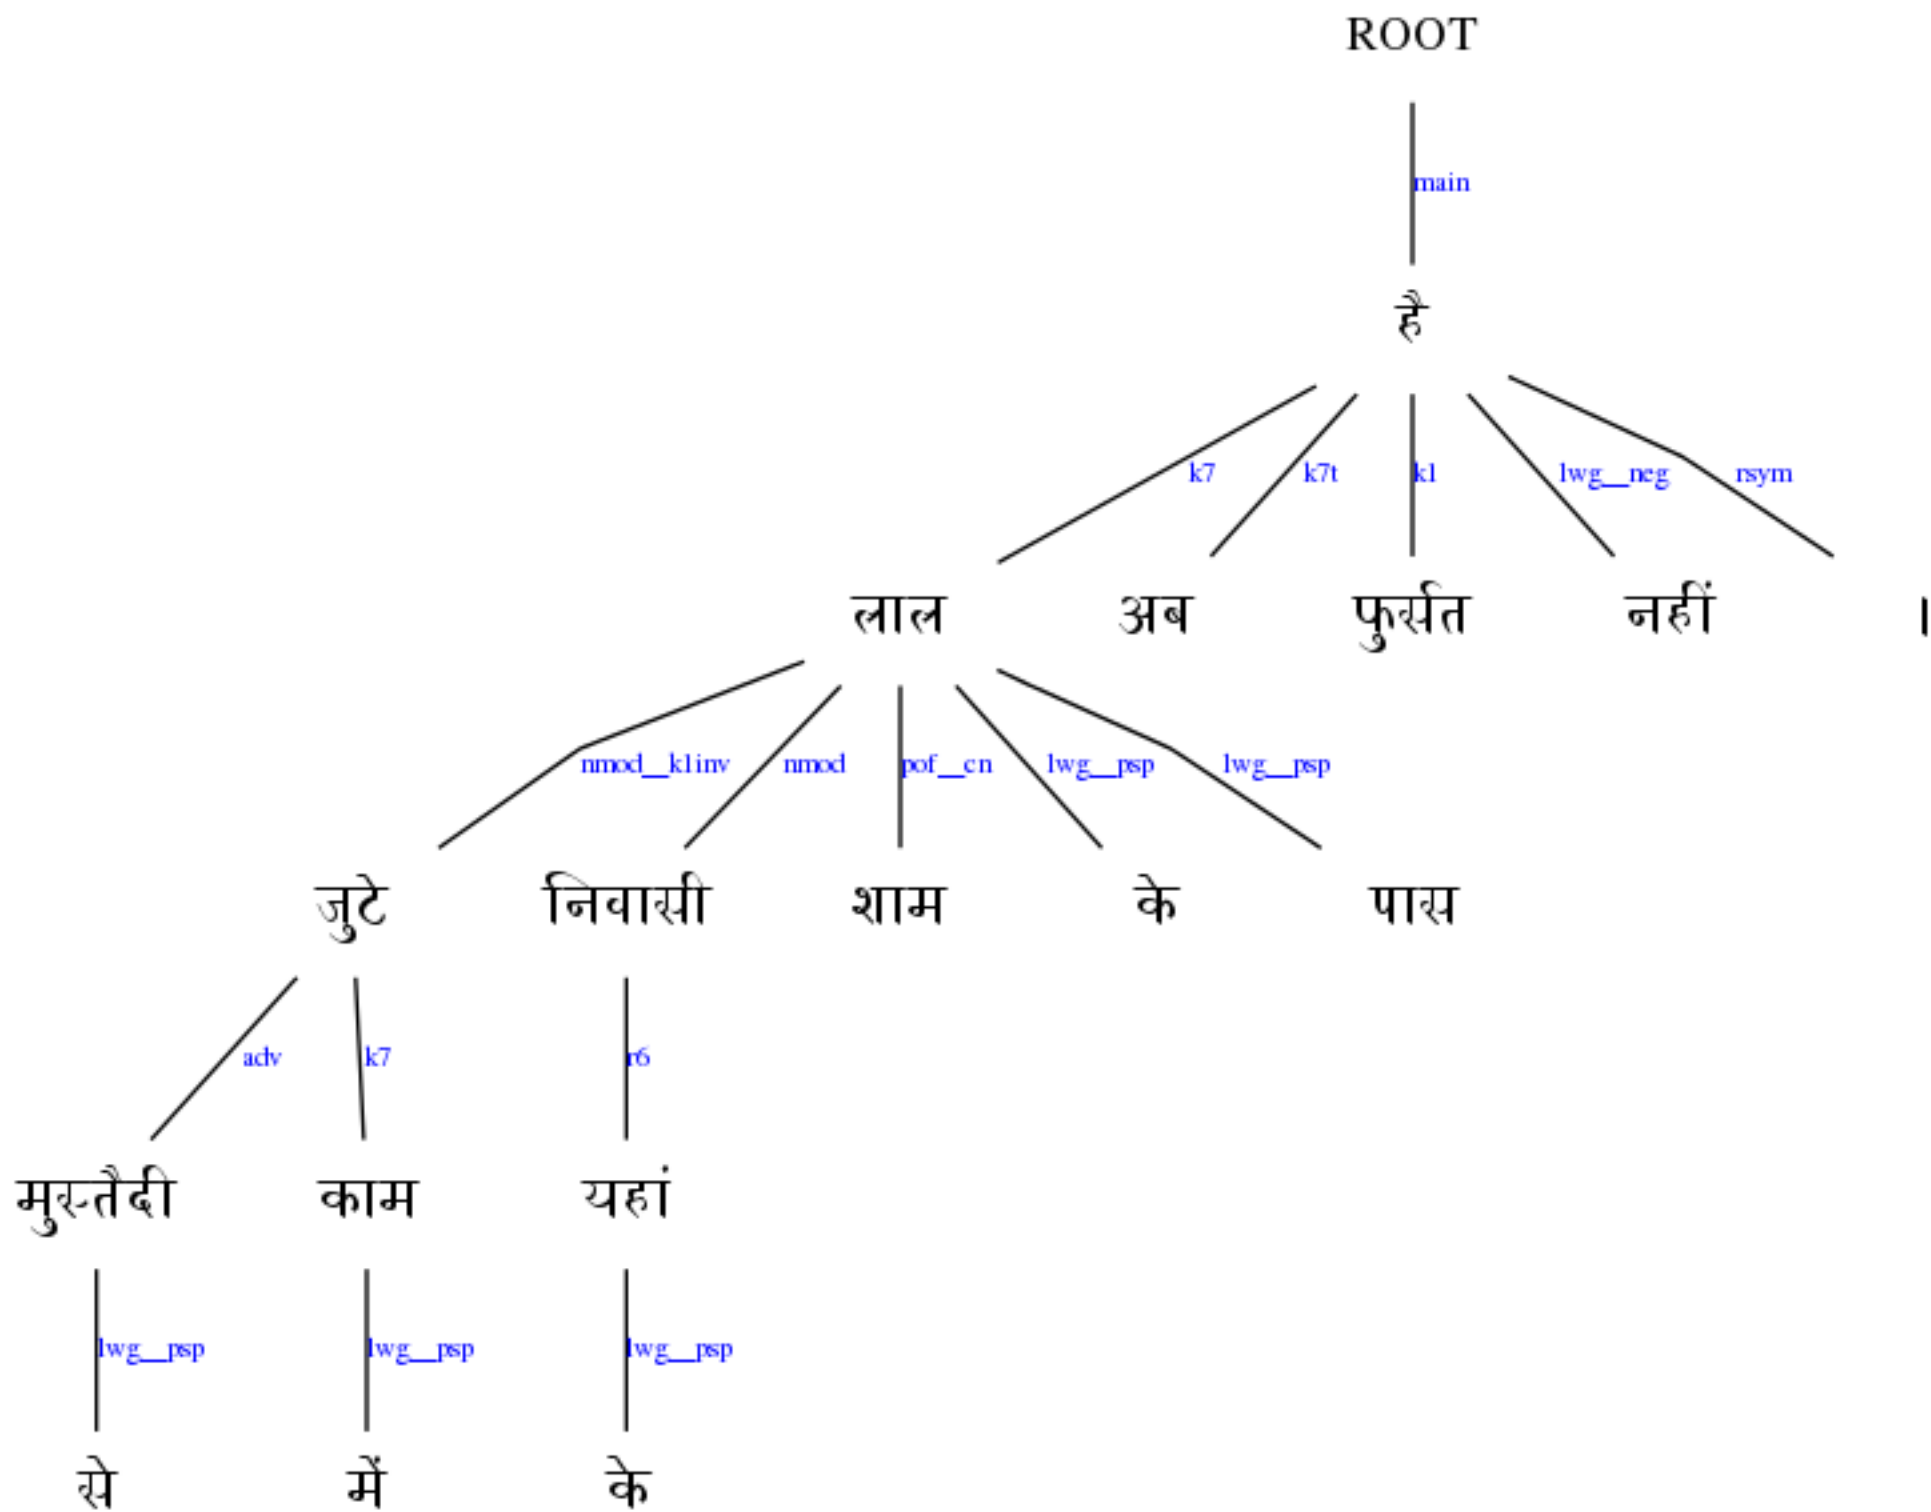 ROOT
main
है
k7 k7t k1 lwg__neg rsym
लाल अब फुर्सत नहीं ।
nmod__k1inv nmod pof__cn lwg__psp lwg__psp
जुटे निवासी शाम के पास
adv k7 r6
मुस्तैदी काम यहां
lwg__psp lwg__psp lwg__psp
से में के